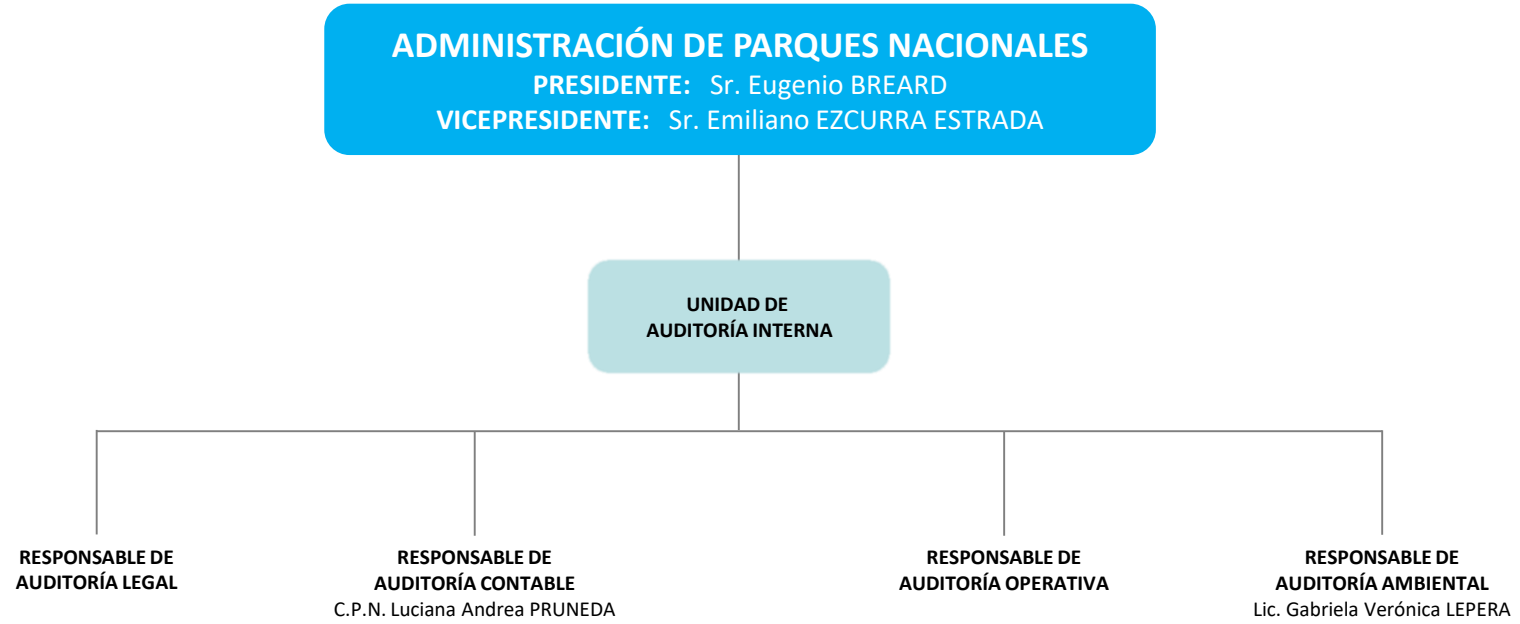 ADMINISTRACIÓN DE PARQUES NACIONALES
PRESIDENTE: Sr. Eugenio BREARD
VICEPRESIDENTE: Sr. Emiliano EZCURRA ESTRADA
UNIDAD DE
AUDITORÍA INTERNA
RESPONSABLE DE
AUDITORÍA LEGAL
RESPONSABLE DE
AUDITORÍA CONTABLE
C.P.N. Luciana Andrea PRUNEDA
RESPONSABLE DE
AUDITORÍA OPERATIVA
RESPONSABLE DE
AUDITORÍA AMBIENTAL
Lic. Gabriela Verónica LEPERA